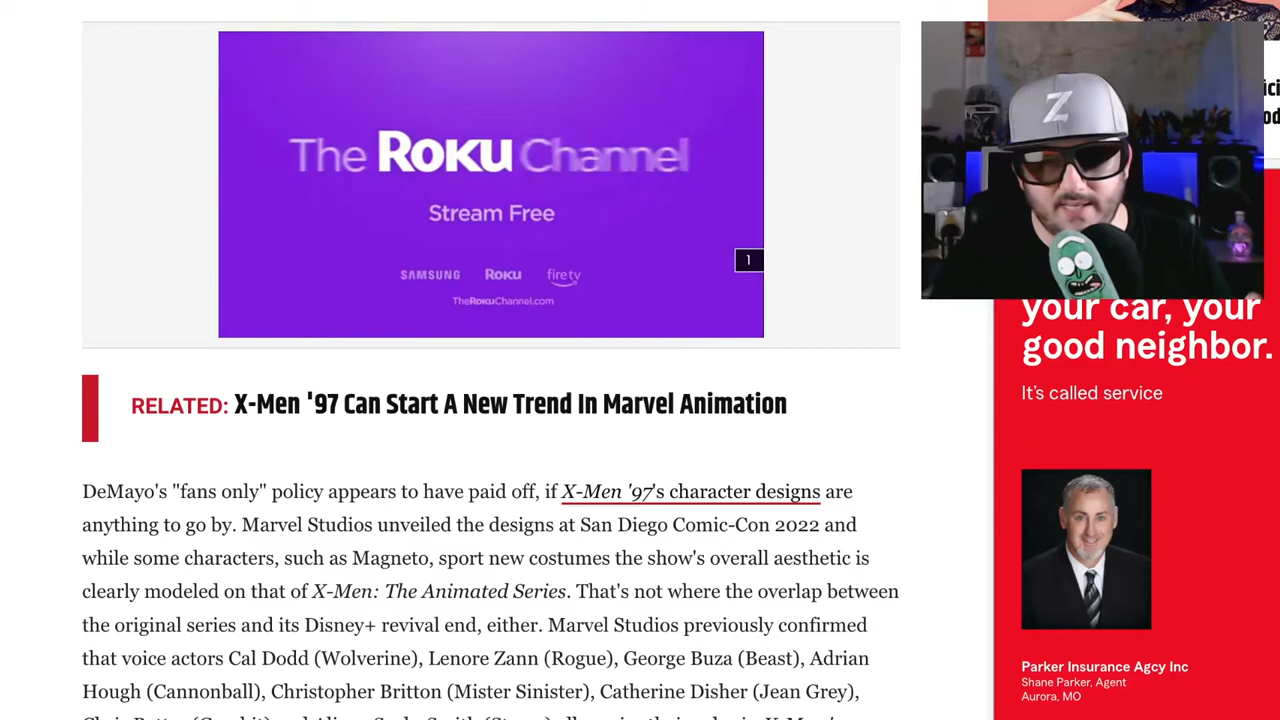 The Roku Channel
Stream Free
SAMSUNG Roku fire tv
TheRokuChannel.com
1
Z
your car, your
good neighbor.
It's called service
RELATED: X-Men '97 Can Start A New Trend In Marvel Animation
DeMayo's "fans only" policy appears to have paid off, if X-Men '97's character designs are
anything to go by. Marvel Studios unveiled the designs at San Diego Comic-Con 2022 and
while some characters, such as Magneto, sport new costumes the show's overall aesthetic is
clearly modeled on that of X-Men: The Animated Series. That's not where the overlap between
the original series and its Disney+ revival end, either. Marvel Studios previously confirmed
that voice actors Cal Dodd (Wolverine), Lenore Zann (Rogue), George Buza (Beast), Adrian
Hough (Cannonball), Christopher Britton (Mister Sinister), Catherine Disher (Jean Grey),
Parker Insurance Agcy Inc
Shane Parker, Agent
Aurora, MO